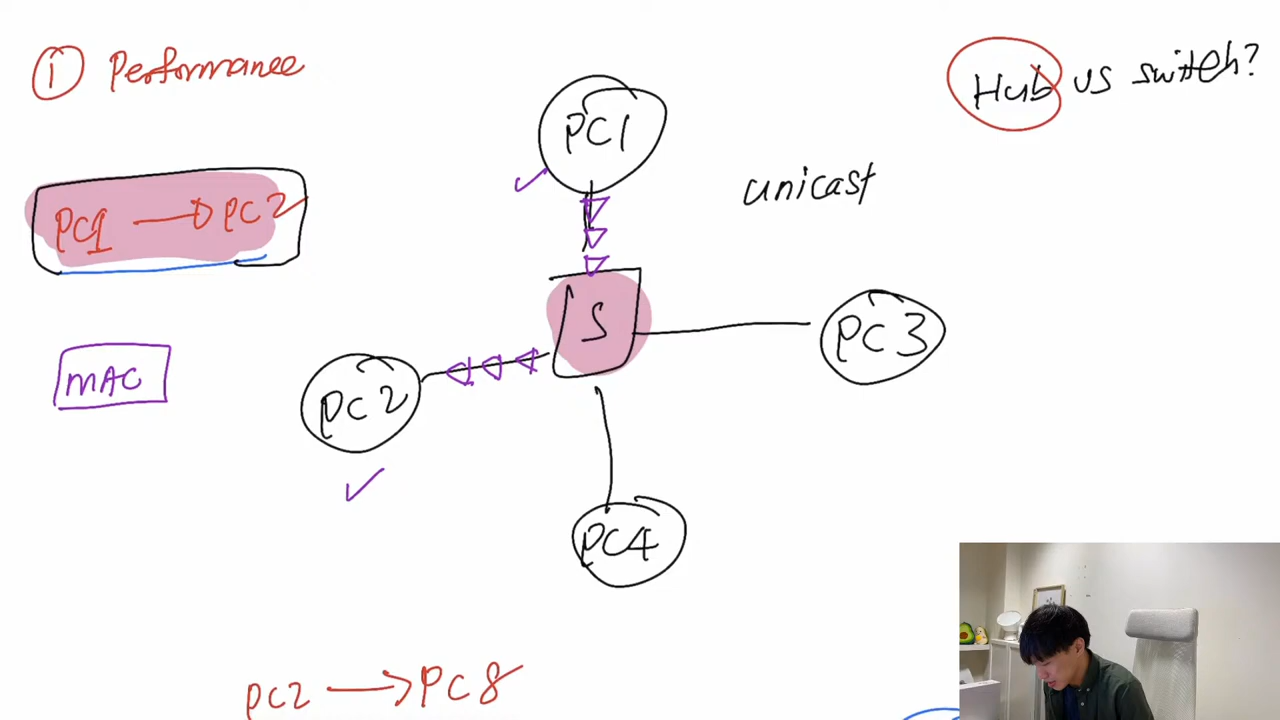 ① Performance
Hub vs switch?
PC1
unicast
PC1 → PC2
S
PC3
MAC
PC2
PC4
PC2 → PC8